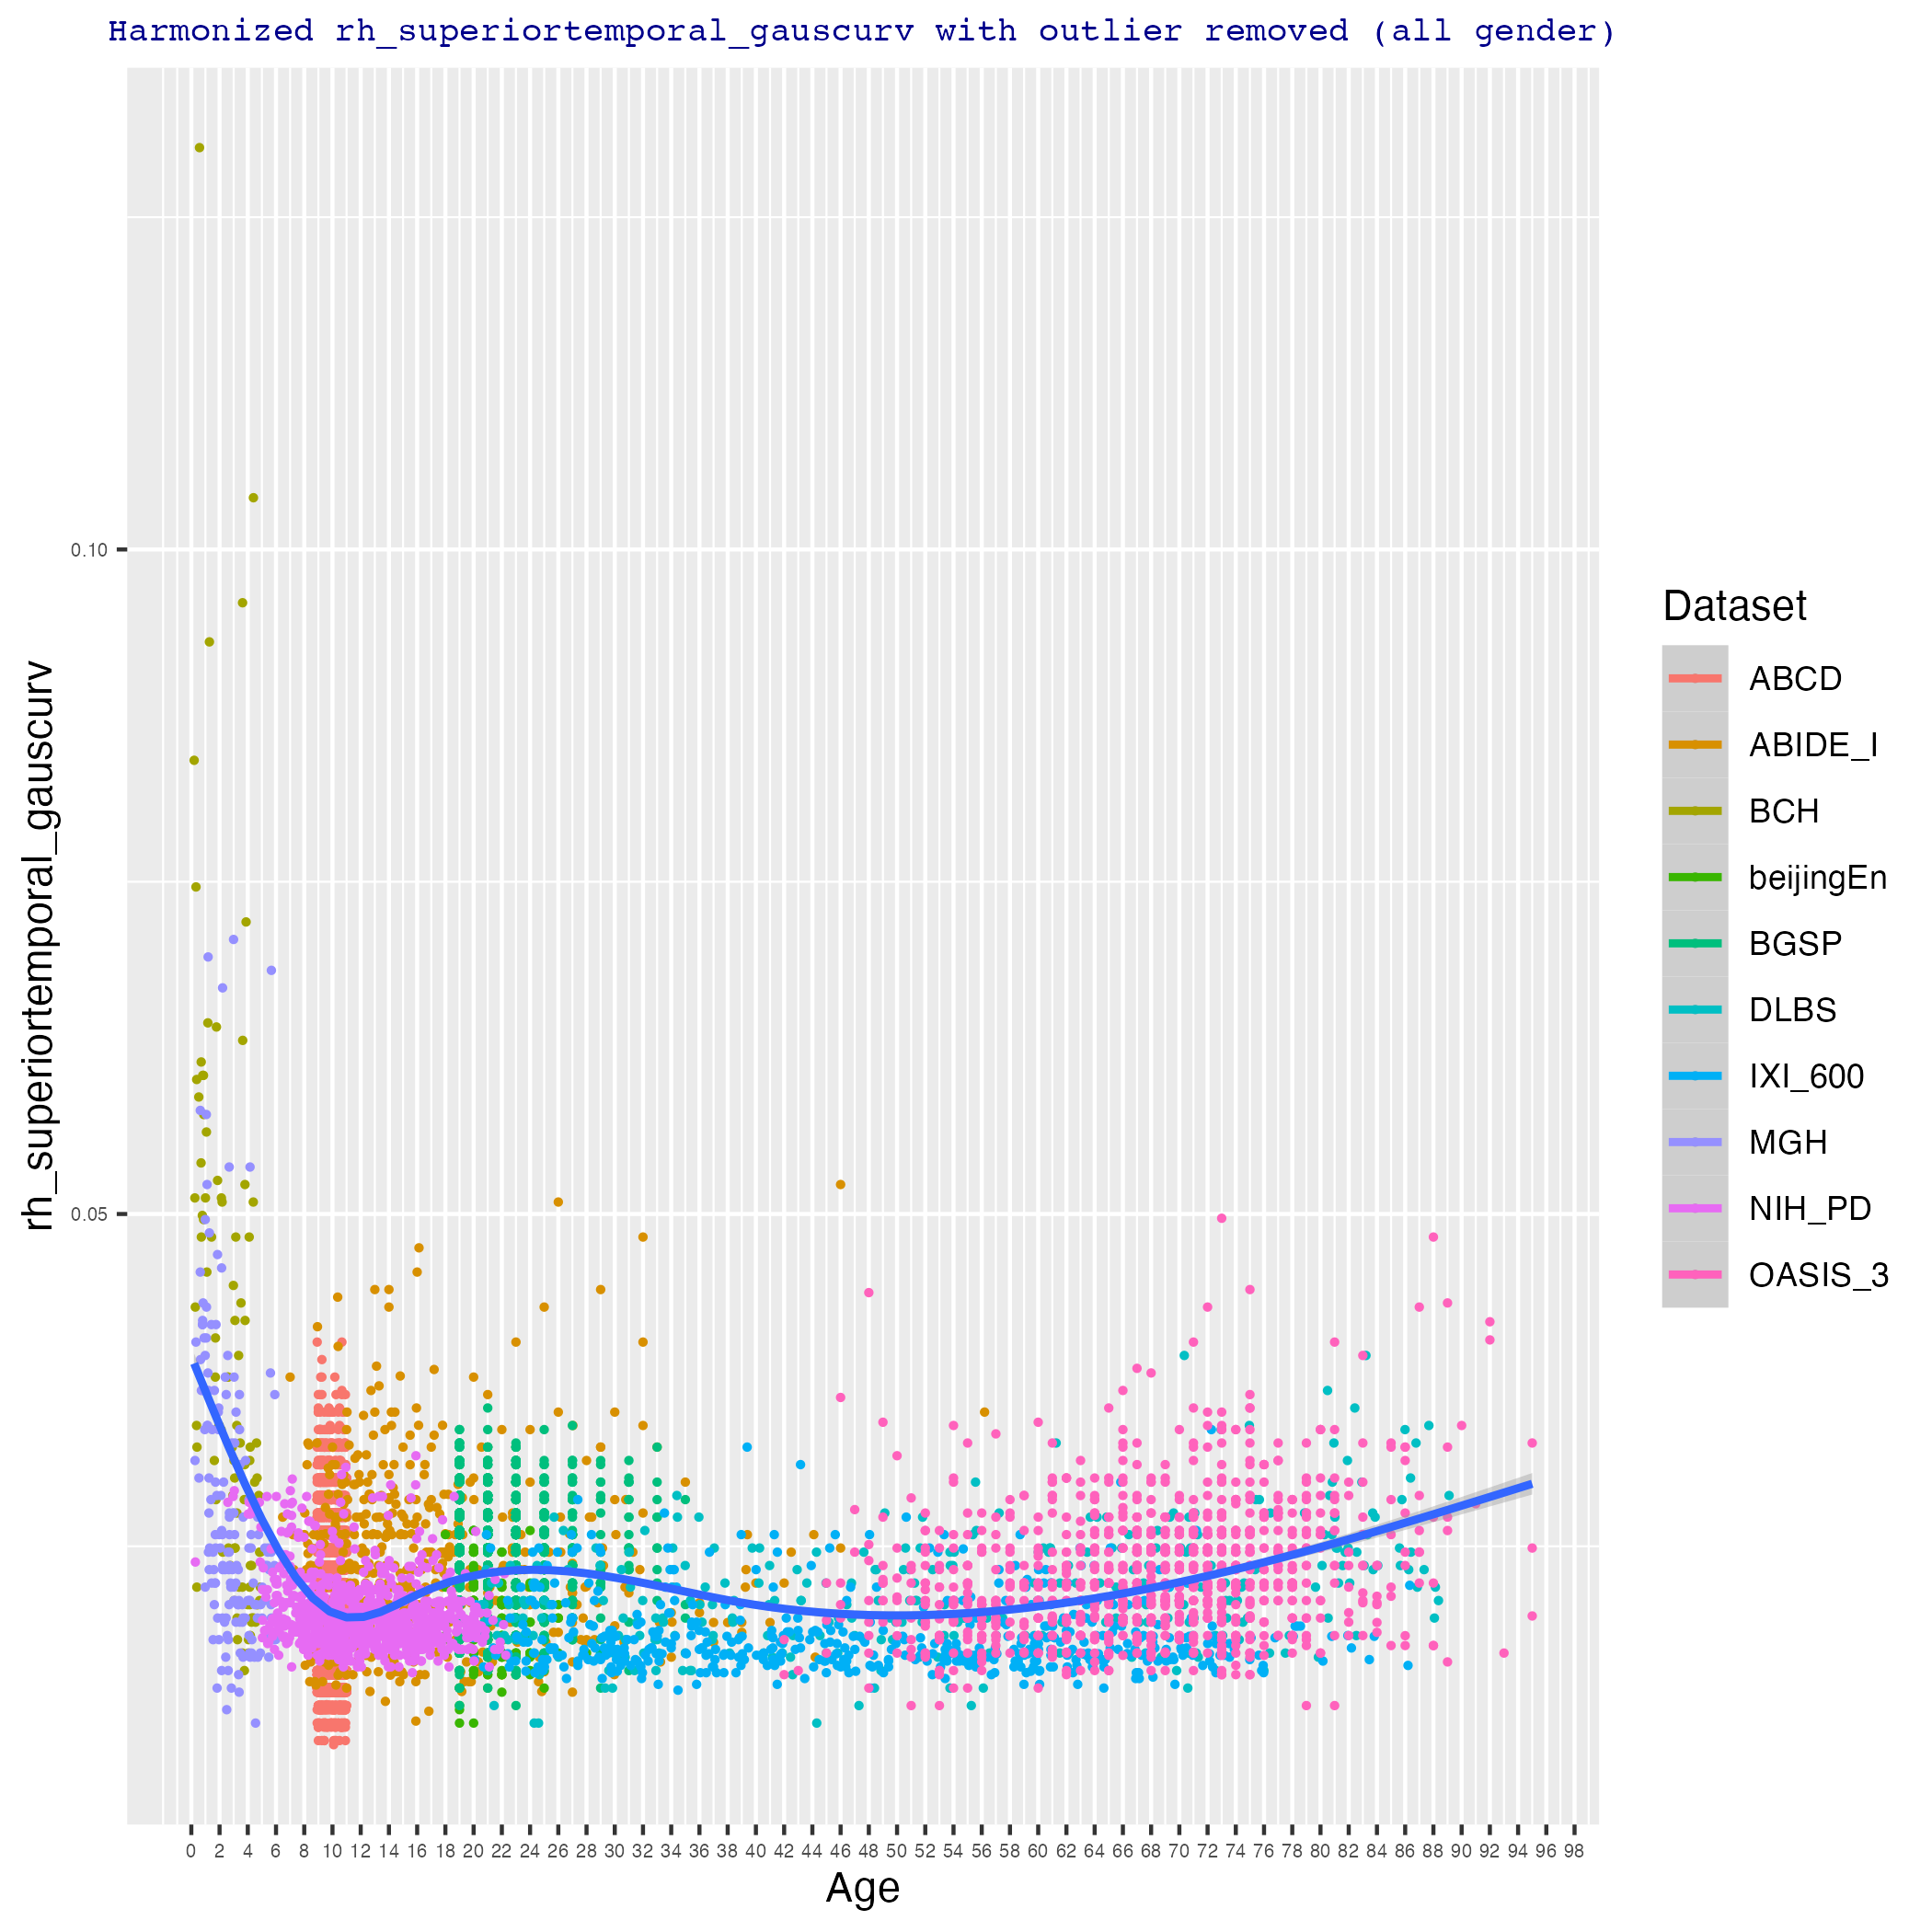 Harmonized rh_superiortemporal_gauscurv with outlier removed (all gender)
rh_superiortemporal_gauscurv
0.10
0.05
0 2 4 6 8 10 12 14 16 18 20 22 24 26 28 30 32 34 36 38 40 42 44 46 48 50 52 54 56 58 60 62 64 66 68 70 72 74 76 78 80 82 84 86 88 90 92 94 96 98
Age
Dataset
ABCD
ABIDE_I
BCH
beijingEn
BGSP
DLBS
IXI_600
MGH
NIH_PD
OASIS_3